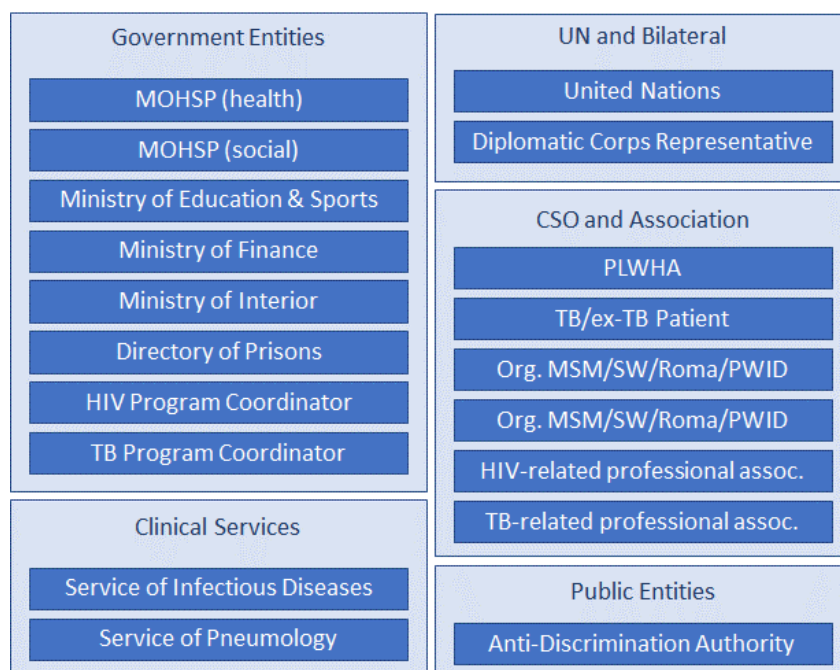 Government Entities
MOHSP (health)
MOHSP (social)
Ministry of Education & Sports
Ministry of Finance
Ministry of Interior
Directory of Prisons
HIV Program Coordinator
TB Program Coordinator
Clinical Services
Service of Infectious Diseases
Service of Pneumology
UN and Bilateral
United Nations
Diplomatic Corps Representative
CSO and Association
PLWHA
TB/ex-TB Patient
Org. MSM/SW/Roma/PWID
Org. MSM/SW/Roma/PWID
HIV-related professional assoc.
TB-related professional assoc.
Public Entities
Anti-Discrimination Authority